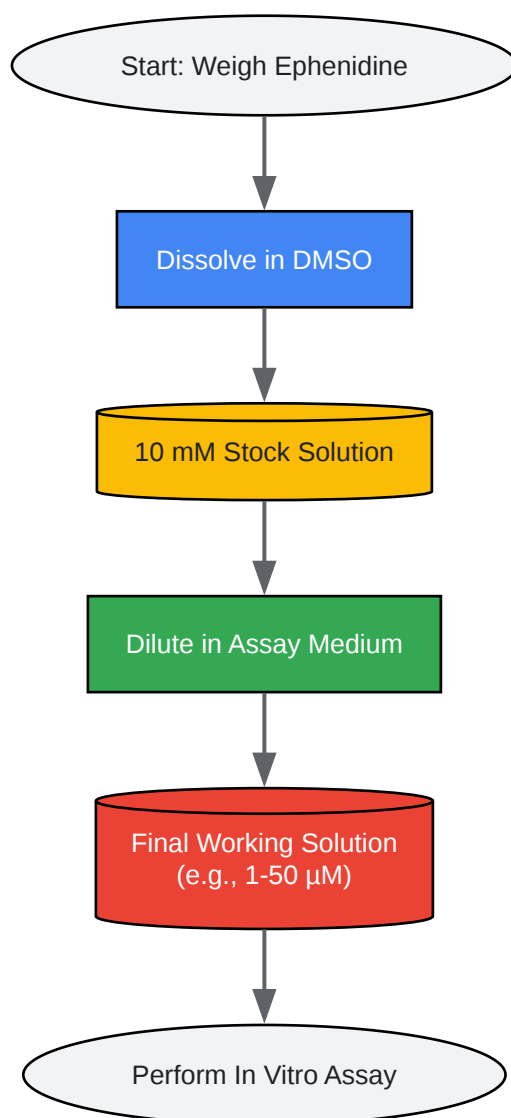 Start: Weigh Ephenidine
Dissolve in DMSO
10 mM Stock Solution
Dilute in Assay Medium
Final Working Solution
(e.g., 1-50 µM)
Perform In Vitro Assay